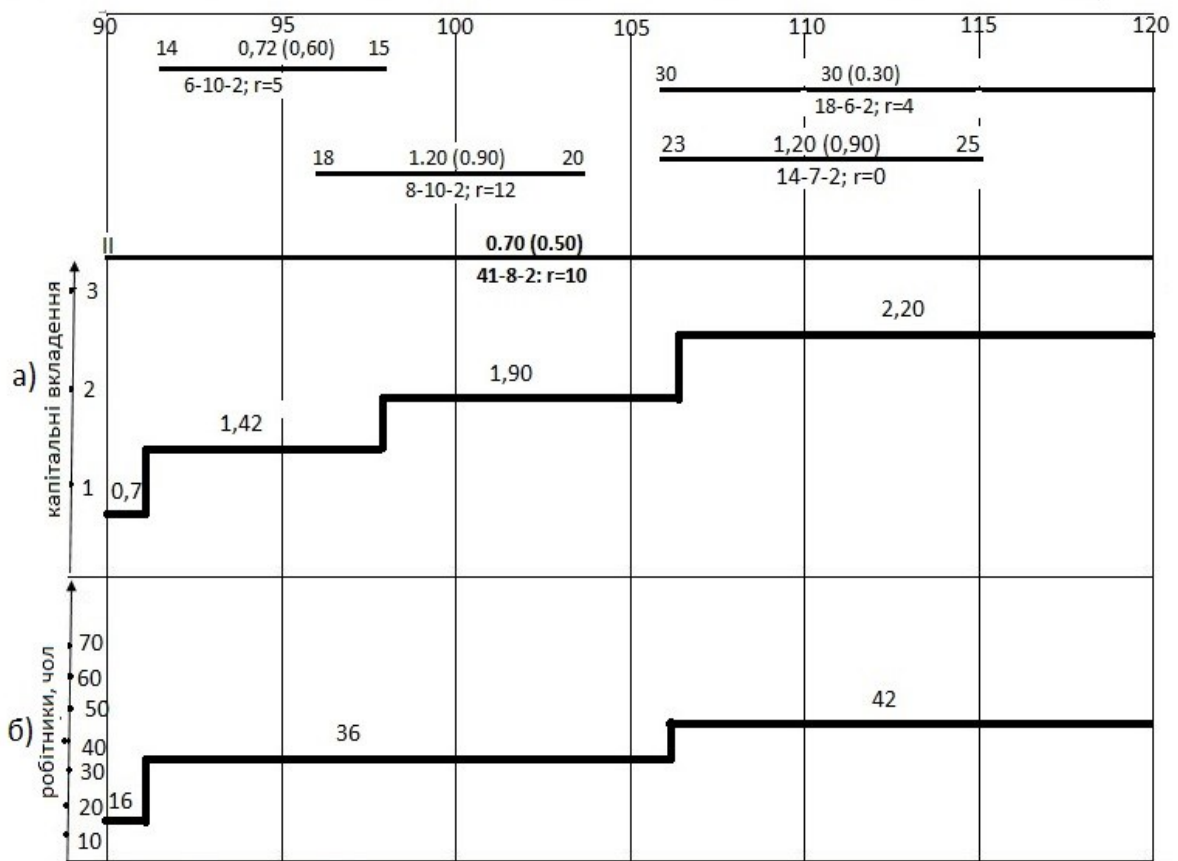 90 95 100 105 110 115 120
14 0,72 (0,60) 15
6-10-2; r=5
30 30 (0.30)
18-6-2; r=4
18 1.20 (0.90) 20
8-10-2; r=12
23 1,20 (0,90) 25
14-7-2; r=0
II 0.70 (0.50)
41-8-2: r=10
а)
капітальні вкладення
3
2
1
0,7
1,42
1,90
2,20
б)
робітники, чол
70
60
50
40
30
20
10
16
36
42